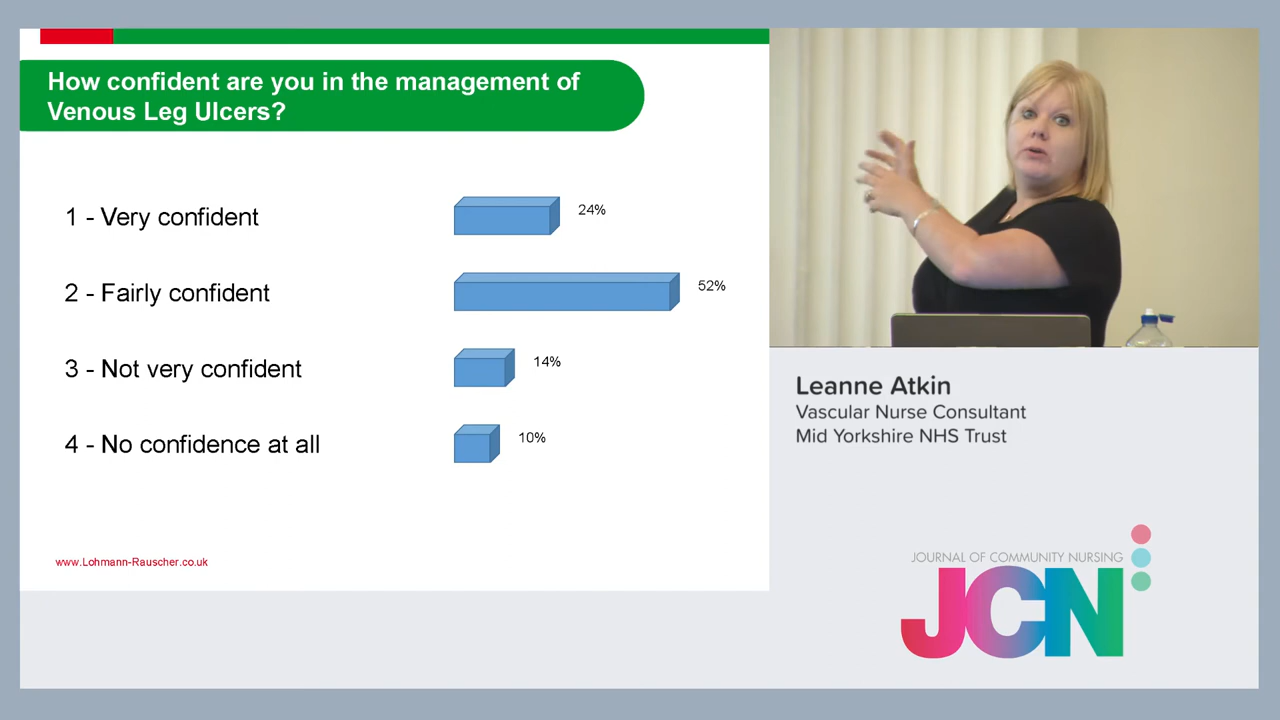 How confident are you in the management of
Venous Leg Ulcers?
1 - Very confident
24%
2 - Fairly confident
52%
3 - Not very confident
14%
4 - No confidence at all
10%
www.Lohmann-Rauscher.co.uk
Leanne Atkin
Vascular Nurse Consultant
Mid Yorkshire NHS Trust
JOURNAL OF COMMUNITY NURSING
JCN